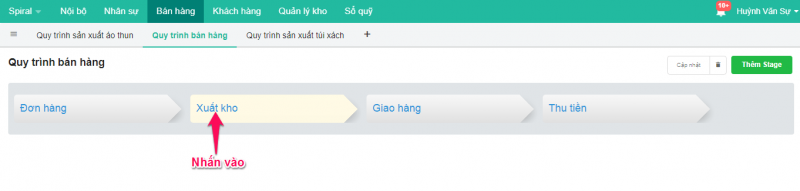 Spiral Nội bộ Nhân sự Bán hàng Khách hàng Quản lý kho Sổ quỹ 10+ Huỳnh Văn Sự
Quy trình sản xuất áo thun Quy trình bán hàng Quy trình sản xuất túi xách +
Quy trình bán hàng Cập nhật Thêm Stage
Đơn hàng Xuất kho Giao hàng Thu tiền
Nhấn vào